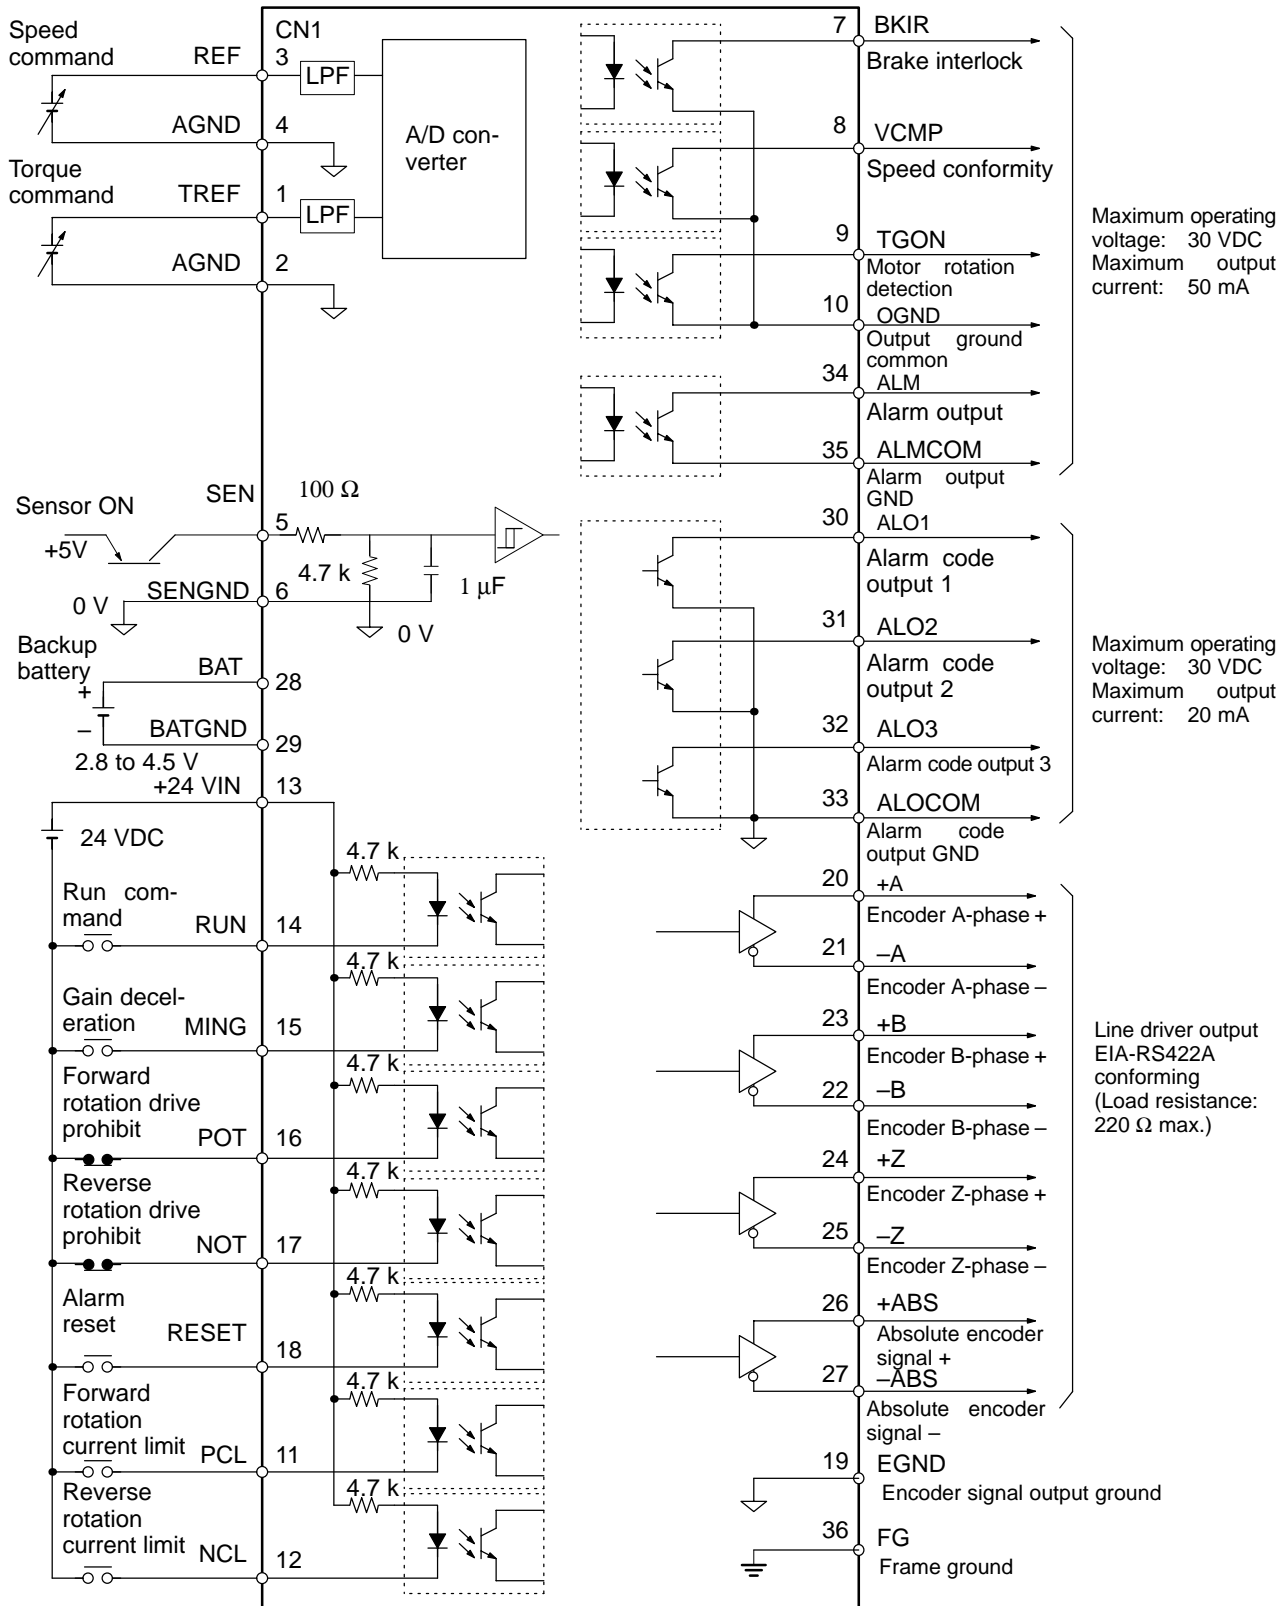 CN1
Speed
command
REF
3
LPF
AGND
4
Torque
command
TREF
1
LPF
AGND
2
A/D con-
verter
Sensor ON
SEN
100 Ω
5
+5V
4.7 k
1 µF
SENGND
6
0 V
0 V
Backup
battery
BAT
28
+
–
BATGND
29
2.8 to 4.5 V
+24 VIN
13
24 VDC
4.7 k
Run com-
mand
RUN
14
4.7 k
Gain decel-
eration
MING
15
4.7 k
Forward
rotation drive
prohibit
POT
16
4.7 k
Reverse
rotation drive
prohibit
NOT
17
4.7 k
Alarm
reset
RESET
18
4.7 k
Forward
rotation
current limit
PCL
11
4.7 k
Reverse
rotation
current limit
NCL
12
7
BKIR
Brake interlock
8
VCMP
Speed conformity
9
TGON
Motor rotation
detection
10
OGND
Output ground
common
34
ALM
Alarm output
35
ALMCOM
Alarm output
GND
Maximum operating
voltage: 30 VDC
Maximum output
current: 50 mA
30
ALO1
Alarm code
output 1
31
ALO2
Alarm code
output 2
32
ALO3
Alarm code output 3
33
ALOCOM
Alarm code
output GND
Maximum operating
voltage: 30 VDC
Maximum output
current: 20 mA
20
+A
Encoder A-phase +
21
–A
Encoder A-phase –
23
+B
Encoder B-phase +
22
–B
Encoder B-phase –
24
+Z
Encoder Z-phase +
25
–Z
Encoder Z-phase –
26
+ABS
Absolute encoder
signal +
27
–ABS
Absolute encoder
signal –
Line driver output
EIA-RS422A
conforming
(Load resistance:
220 Ω max.)
19
EGND
Encoder signal output ground
36
FG
Frame ground